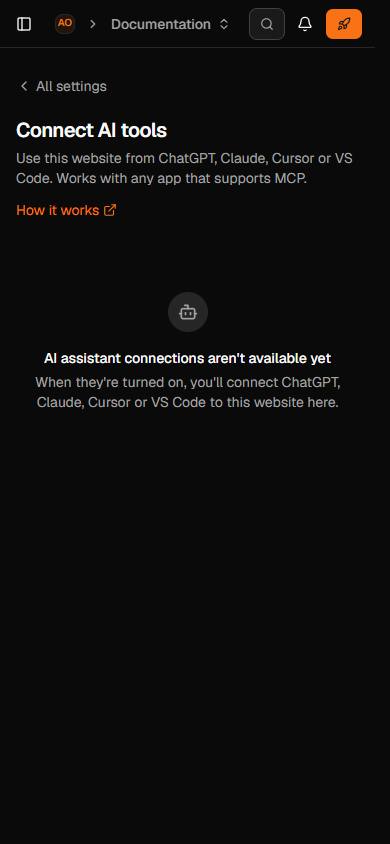 AO
Documentation
All settings
Connect AI tools
Use this website from ChatGPT, Claude, Cursor or VS
Code. Works with any app that supports MCP.
How it works
AI assistant connections aren't available yet
When they're turned on, you'll connect ChatGPT,
Claude, Cursor or VS Code to this website here.